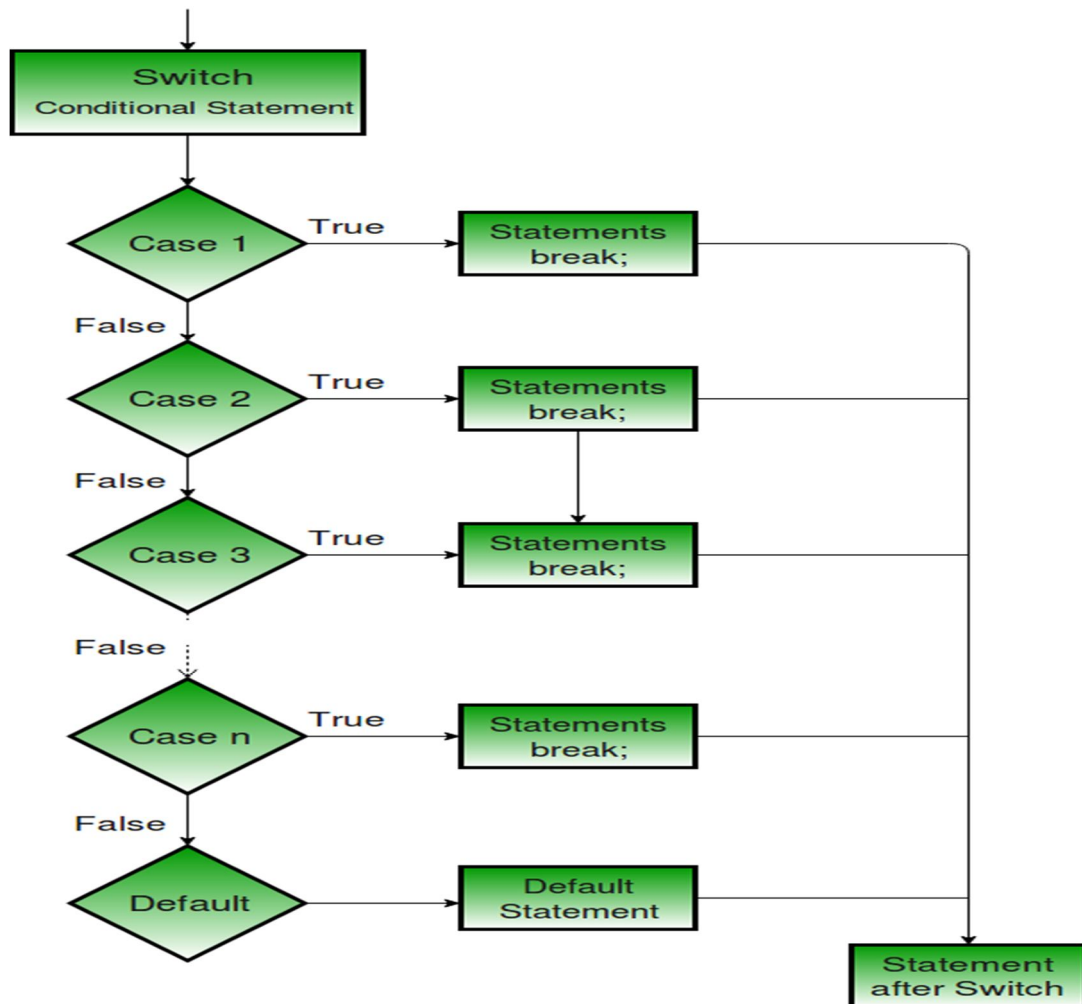 Switch
Conditional Statement
Case 1
True
Statements
break;
False
Case 2
True
Statements
break;
False
Case 3
True
Statements
break;
False
Case n
True
Statements
break;
False
Default
Default
Statement
Statement
after Switch